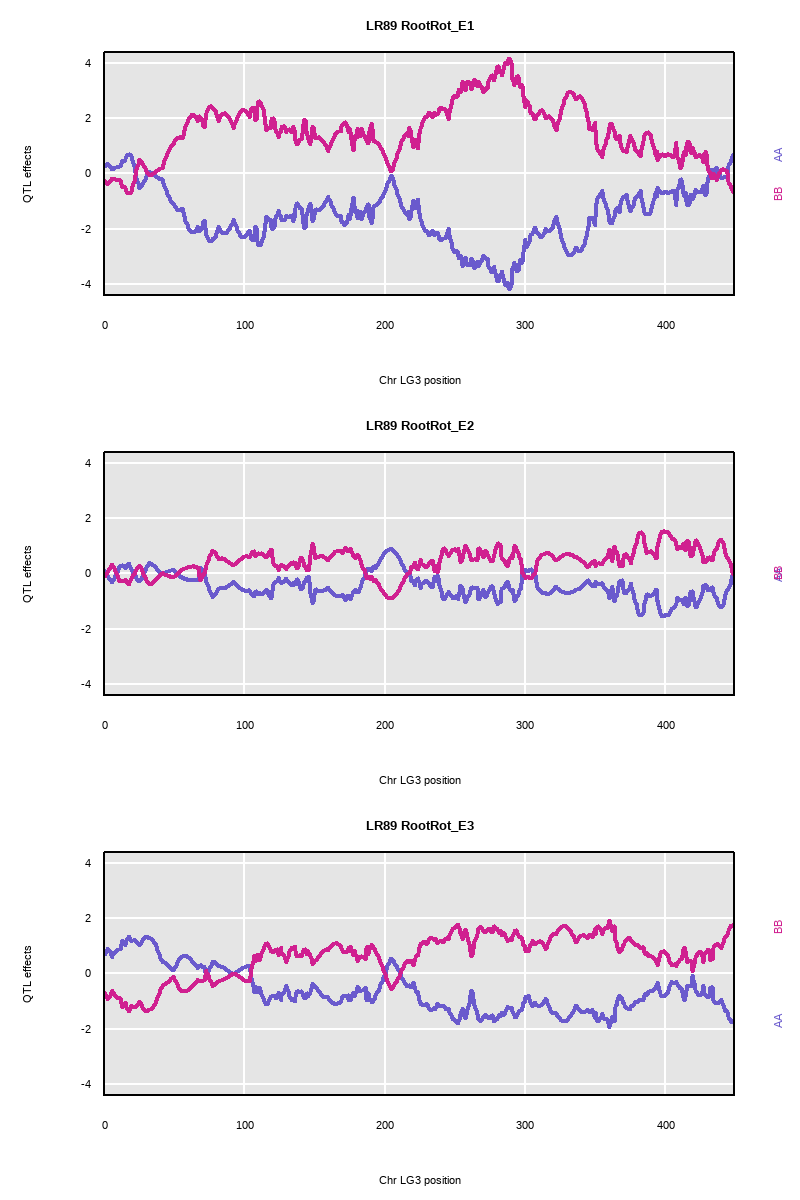 LR89 RootRot_E1
4
2
0
-2
-4
QTL effects
AA
BB
0 100 200 300 400
Chr LG3 position
LR89 RootRot_E2
4
2
0
-2
-4
QTL effects
0 100 200 300 400
Chr LG3 position
LR89 RootRot_E3
4
2
0
-2
-4
QTL effects
BB
AA
0 100 200 300 400
Chr LG3 position